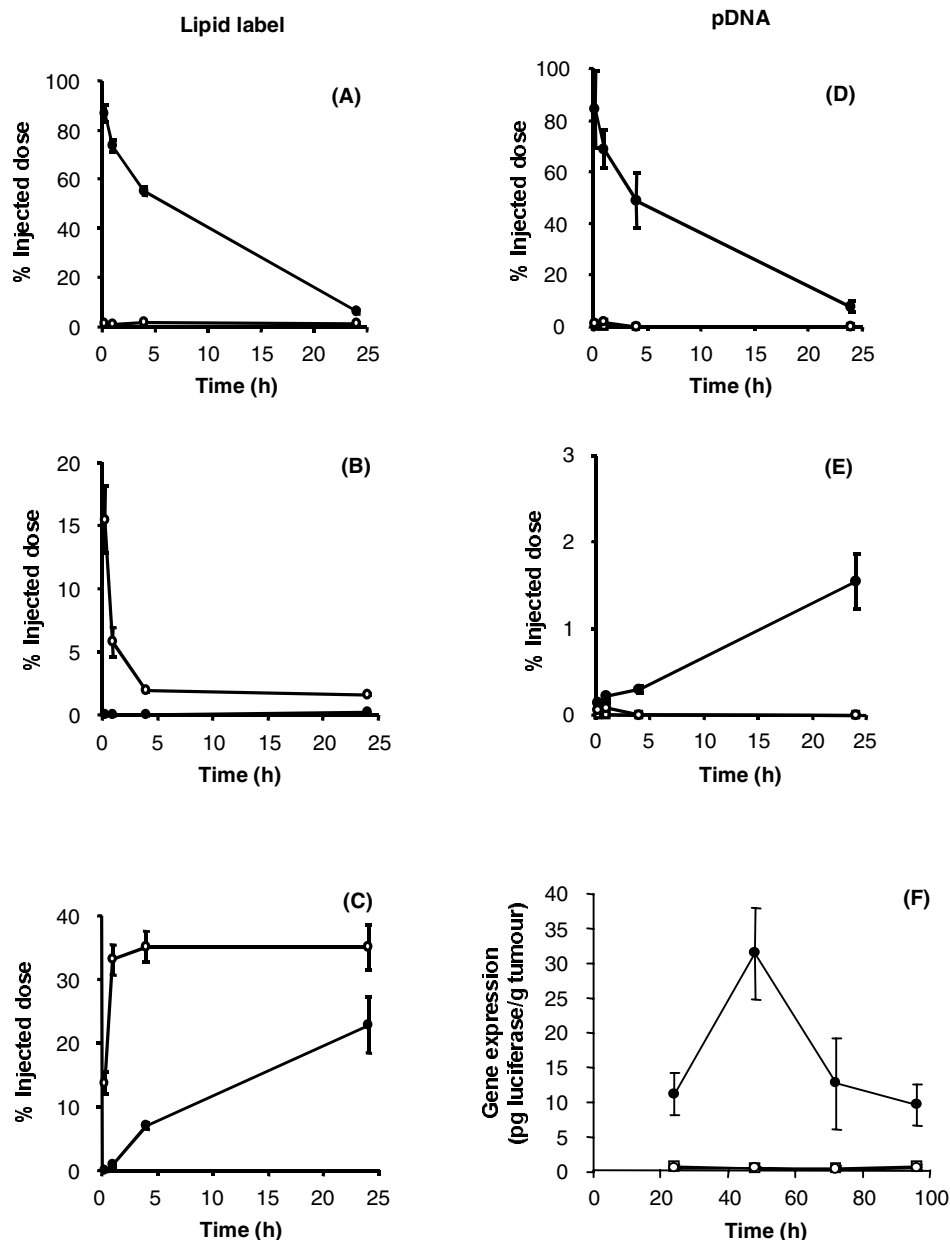 Lipid label
pDNA
(A)
% Injected dose
100
80
60
40
20
0
0 5 10 15 20 25
Time (h)
(D)
% Injected dose
100
80
60
40
20
0
0 5 10 15 20 25
Time (h)
(B)
% Injected dose
20
15
10
5
0
0 5 10 15 20 25
Time (h)
(E)
% Injected dose
3
2
1
0
0 5 10 15 20 25
Time (h)
(C)
% Injected dose
40
30
20
10
0
0 5 10 15 20 25
Time (h)
(F)
Gene expression
(pg luciferase/g tumour)
40
35
30
25
20
15
10
5
0
0 20 40 60 80 100
Time (h)